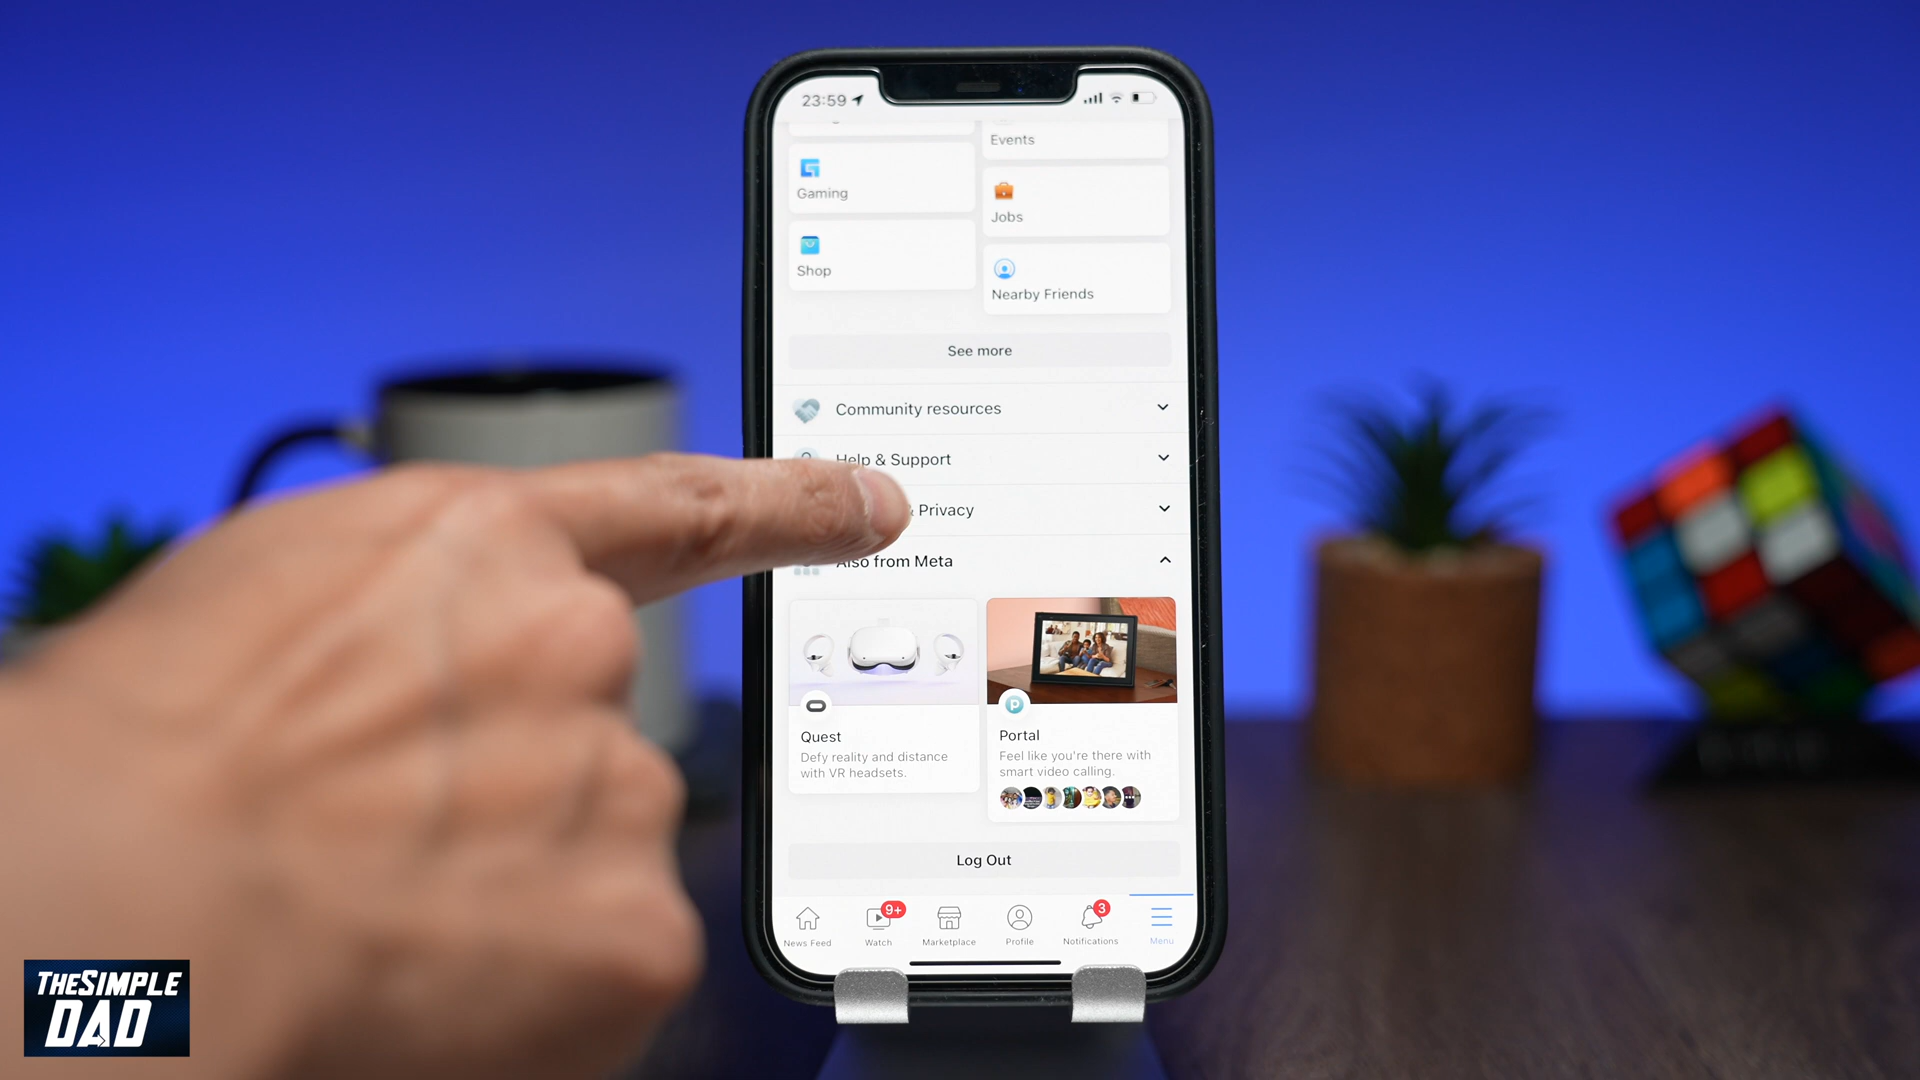 23:59
Events
Gaming
Jobs
Shop
Nearby Friends
See more
Community resources
Help & Support
& Privacy
Also from Meta
Quest
Defy reality and distance
with VR headsets.
P
Portal
Feel like you're there with
smart video calling.
Log Out
9+
3
News Feed
Watch
Marketplace
Profile
Notifications
Menu
THESIMPLE
DAD